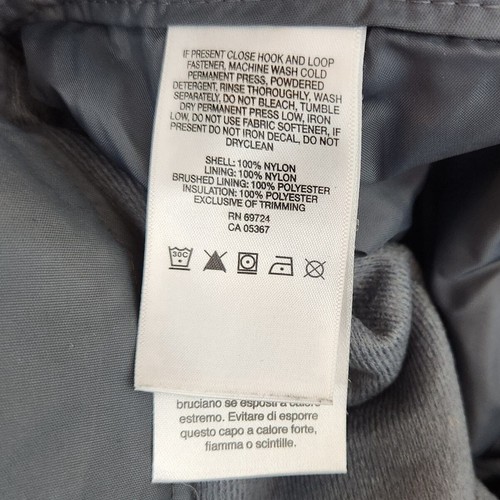 IF PRESENT CLOSE HOOK AND LOOP
FASTENER, MACHINE WASH COLD
PERMANENT PRESS, POWDERED
DETERGENT, RINSE THOROUGHLY, WASH
SEPARATELY, DO NOT BLEACH, TUMBLE
DRY PERMANENT PRESS LOW, IRON
LOW, DO NOT USE FABRIC SOFTENER, IF
PRESENT DO NOT IRON DECAL, DO NOT
DRYCLEAN
SHELL: 100% NYLON
LINING: 100% NYLON
BRUSHED LINING: 100% POLYESTER
INSULATION: 100% POLYESTER
EXCLUSIVE OF TRIMMING
RN 69724
CA 05367
30C
bruciano se esposti a calore
estremo. Evitare di esporre
questo capo a calore forte,
fiamma o scintille.